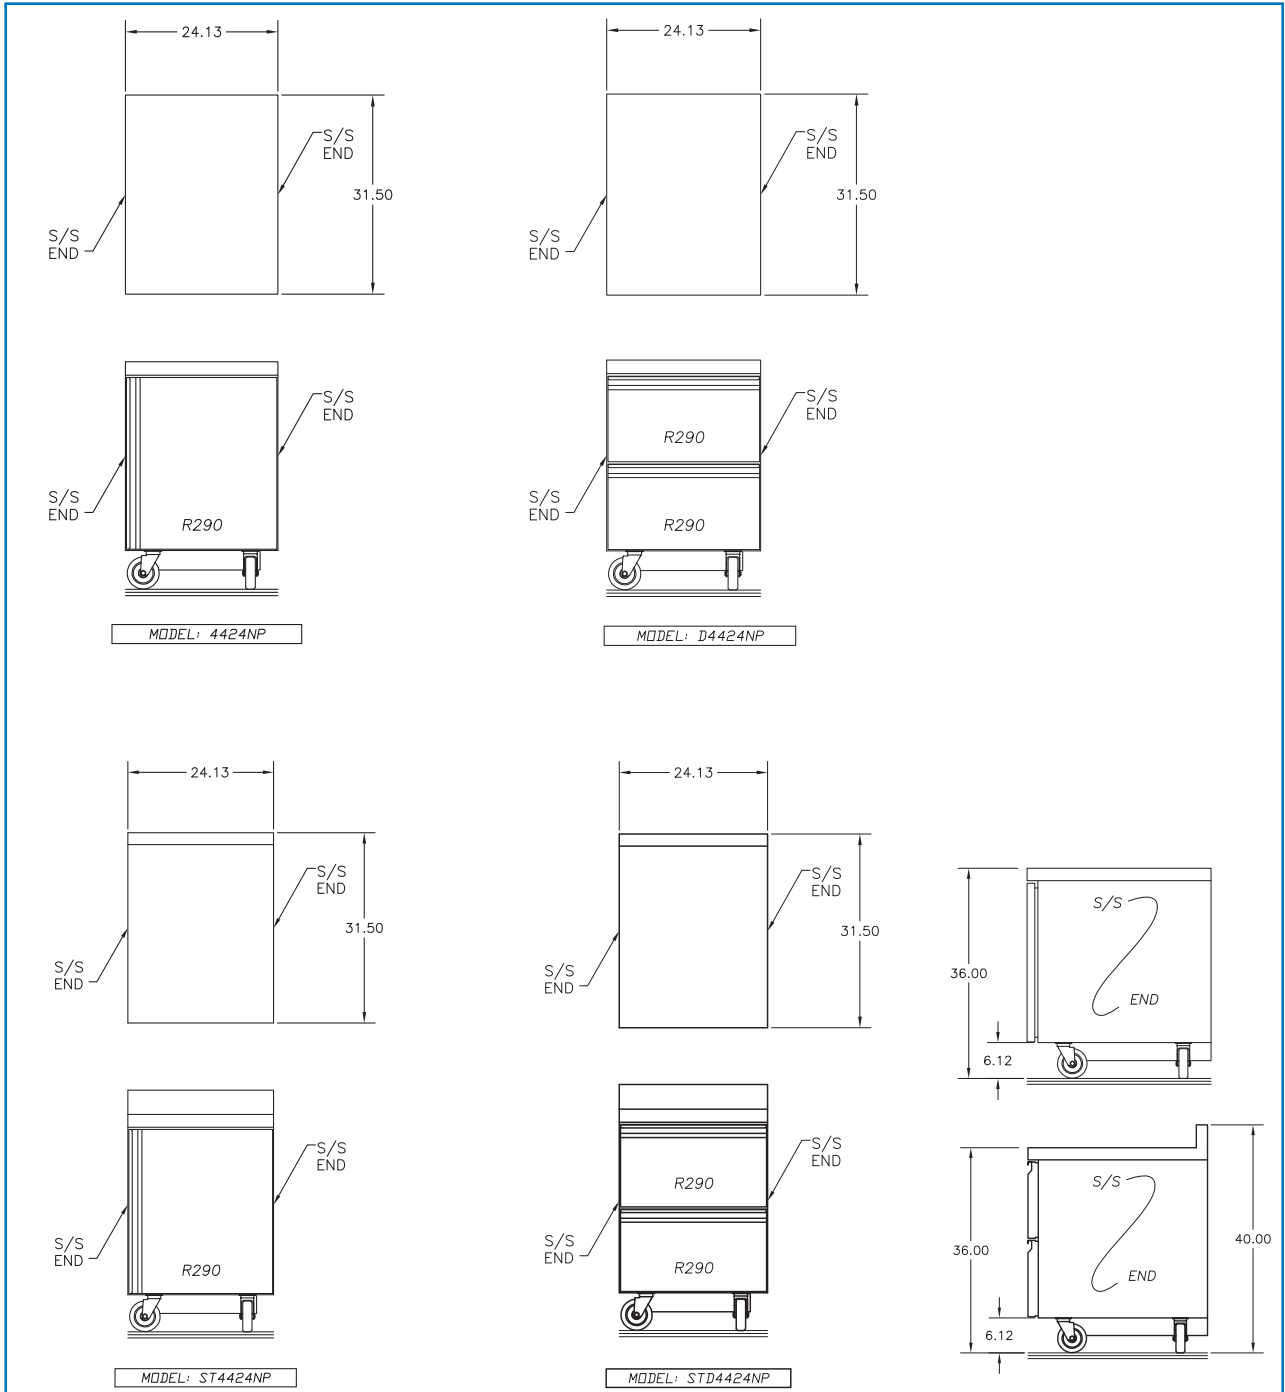 24.13
S/S
END
31.50
S/S
END
S/S
END
S/S
END
R290
MODEL: 4424NP
24.13
S/S
END
31.50
S/S
END
S/S
END
R290
S/S
END
R290
MODEL: D4424NP
24.13
S/S
END
31.50
S/S
END
S/S
END
S/S
END
R290
MODEL: ST4424NP
24.13
S/S
END
31.50
S/S
END
S/S
END
R290
S/S
END
R290
MODEL: STD4424NP
S/S
36.00
END
6.12
S/S
36.00
40.00
END
6.12